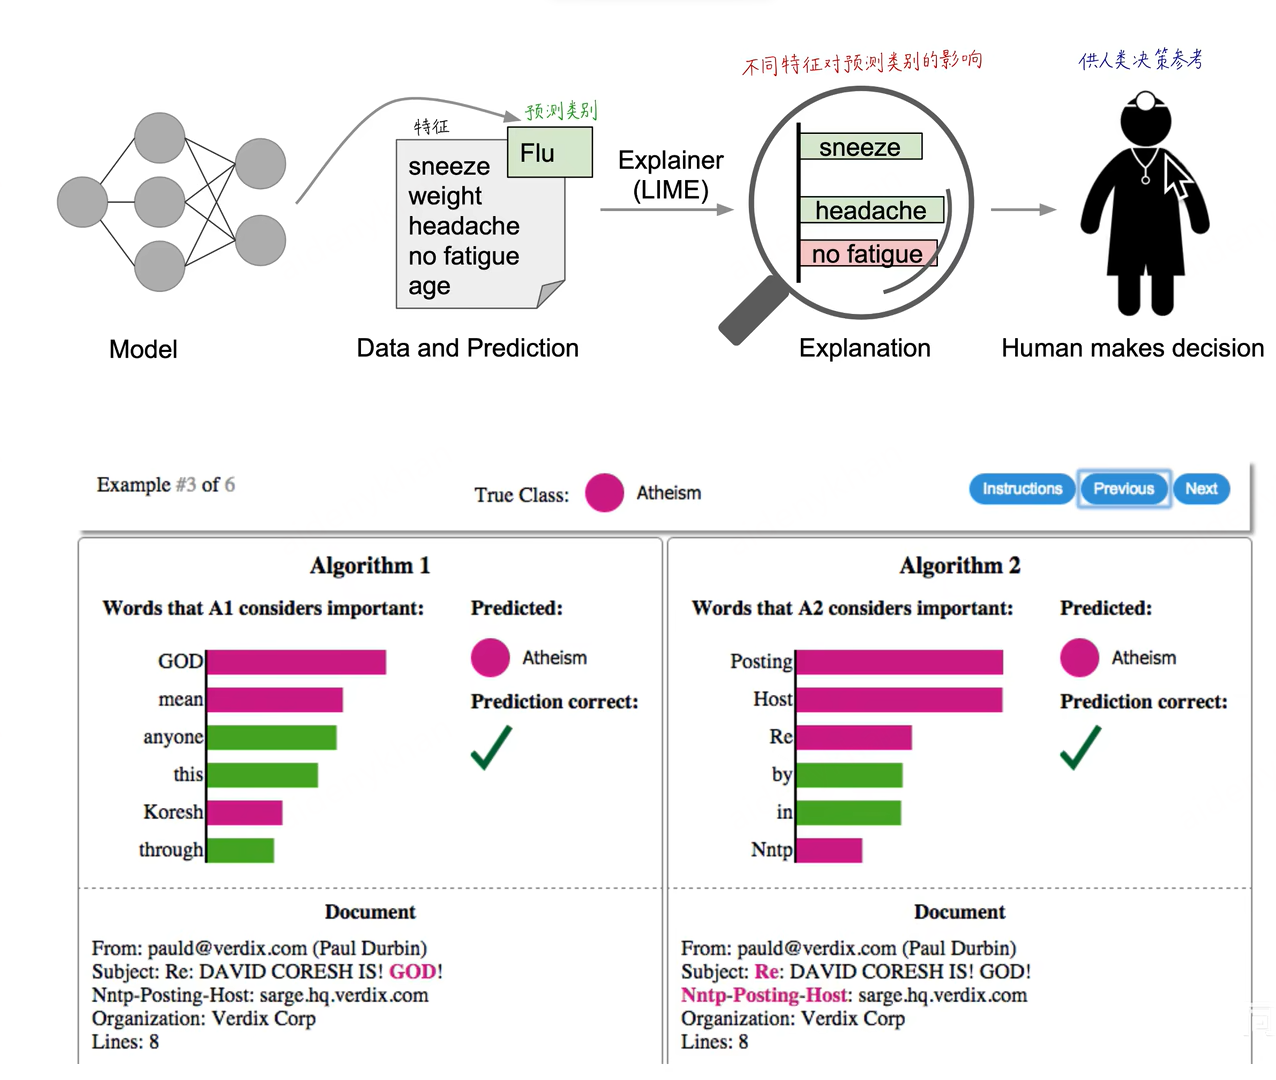 不同特征对预测类别的影响
供人类决策参考
预测类别
特征
Flu
sneeze
weight
headache
no fatigue
age
Explainer
(LIME)
sneeze
headache
no fatigue
Model
Data and Prediction
Explanation
Human makes decision
Example #3 of 6
True Class:
Atheism
Instructions
Previous
Next
Algorithm 1
Words that A1 considers important:
Predicted:
GOD
mean
anyone
this
Koresh
through
Atheism
Prediction correct:
Document
From: pauld@verdix.com (Paul Durbin)
Subject: Re: DAVID CORESH IS! GOD!
Nntp-Posting-Host: sarge.hq.verdix.com
Organization: Verdix Corp
Lines: 8
Algorithm 2
Words that A2 considers important:
Predicted:
Posting
Host
Re
by
in
Nntp
Atheism
Prediction correct:
Document
From: pauld@verdix.com (Paul Durbin)
Subject: Re: DAVID CORESH IS! GOD!
Nntp-Posting-Host: sarge.hq.verdix.com
Organization: Verdix Corp
Lines: 8